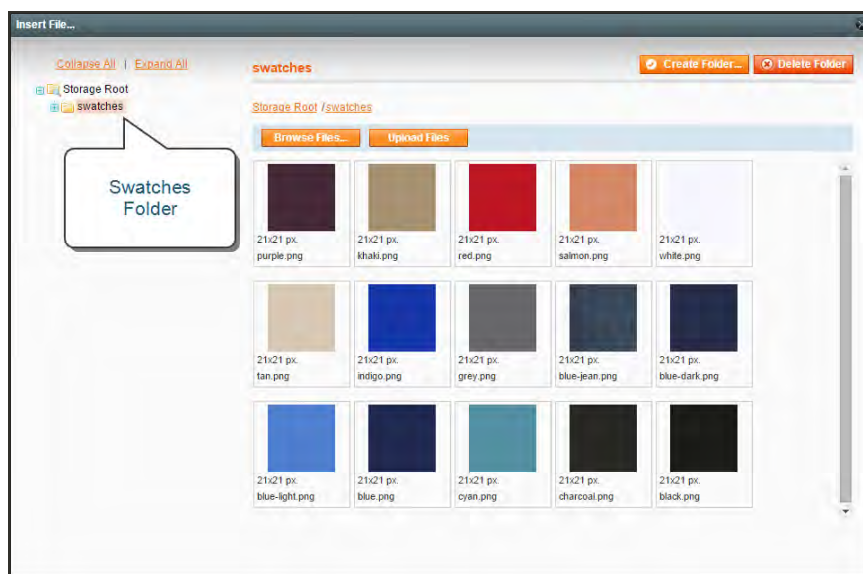 Insert File...
Collapse All | Expand All
Storage Root
swatches
Swatches
Folder
swatches
Create Folder...
Delete Folder
Storage Root /swatches
Browse Files...
Upload Files
21x21 px.
purple.png
21x21 px.
khaki.png
21x21 px.
red.png
21x21 px.
salmon.png
21x21 px.
white.png
21x21 px.
tan.png
21x21 px.
indigo.png
21x21 px.
grey.png
21x21 px.
blue-jean.png
21x21 px.
blue-dark.png
21x21 px.
blue-light.png
21x21 px.
blue.png
21x21 px.
cyan.png
21x21 px.
charcoal.png
21x21 px.
black.png